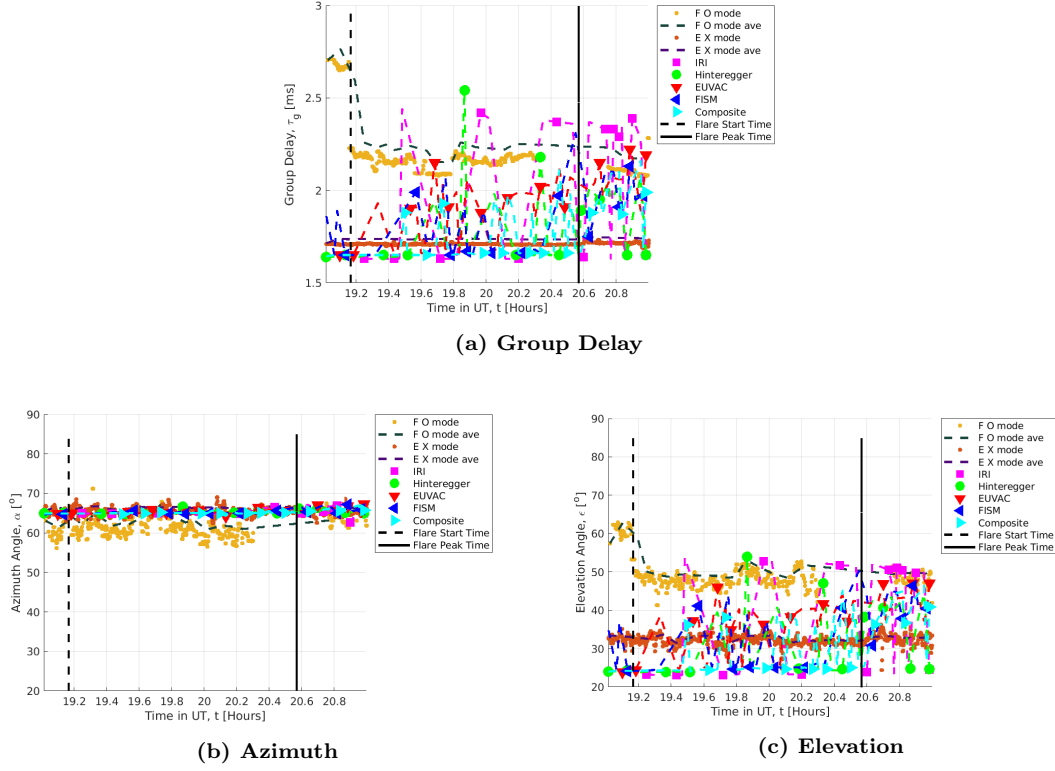 3
2.5
2
1.5
Group Delay, τg [ms]
19.2 19.4 19.6 19.8 20 20.2 20.4 20.6 20.8
Time in UT, t [Hours]
F O mode
F O mode ave
E X mode
E X mode ave
IRI
Hinteregger
EUVAC
FISM
Composite
Flare Start Time
Flare Peak Time
(a) Group Delay
90
80
70
60
50
40
30
20
Azimuth Angle, α [°]
19.2 19.4 19.6 19.8 20 20.2 20.4 20.6 20.8
Time in UT, t [Hours]
F O mode
F O mode ave
E X mode
E X mode ave
IRI
Hinteregger
EUVAC
FISM
Composite
Flare Start Time
Flare Peak Time
(b) Azimuth
90
80
70
60
50
40
30
20
Elevation Angle, ϵ [°]
19.2 19.4 19.6 19.8 20 20.2 20.4 20.6 20.8
Time in UT, t [Hours]
F O mode
F O mode ave
E X mode
E X mode ave
IRI
Hinteregger
EUVAC
FISM
Composite
Flare Start Time
Flare Peak Time
(c) Elevation